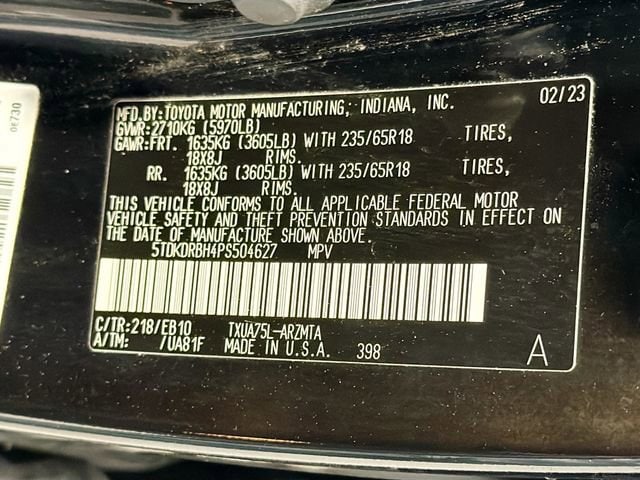 MFD.BY:TOYOTA MOTOR MANUFACTURING, INDIANA, INC. 02/23
GVWR:2710KG (5970LB)
GAWR:FRT. 1635KG (3605LB) WITH 235/65R18 TIRES,
18X8J RIMS.
RR. 1635KG (3605LB) WITH 235/65R18 TIRES,
18X8J RIMS.
THIS VEHICLE CONFORMS TO ALL APPLICABLE FEDERAL MOTOR
VEHICLE SAFETY AND THEFT PREVENTION STANDARDS IN EFFECT ON
THE DATE OF MANUFACTURE SHOWN ABOVE.
5TDKDRBH4PS504627 MPV
C/TR:218/EB10 TXUA75L-ARZMTA
A/TM: /UA81F MADE IN U.S.A. 398 A
06730